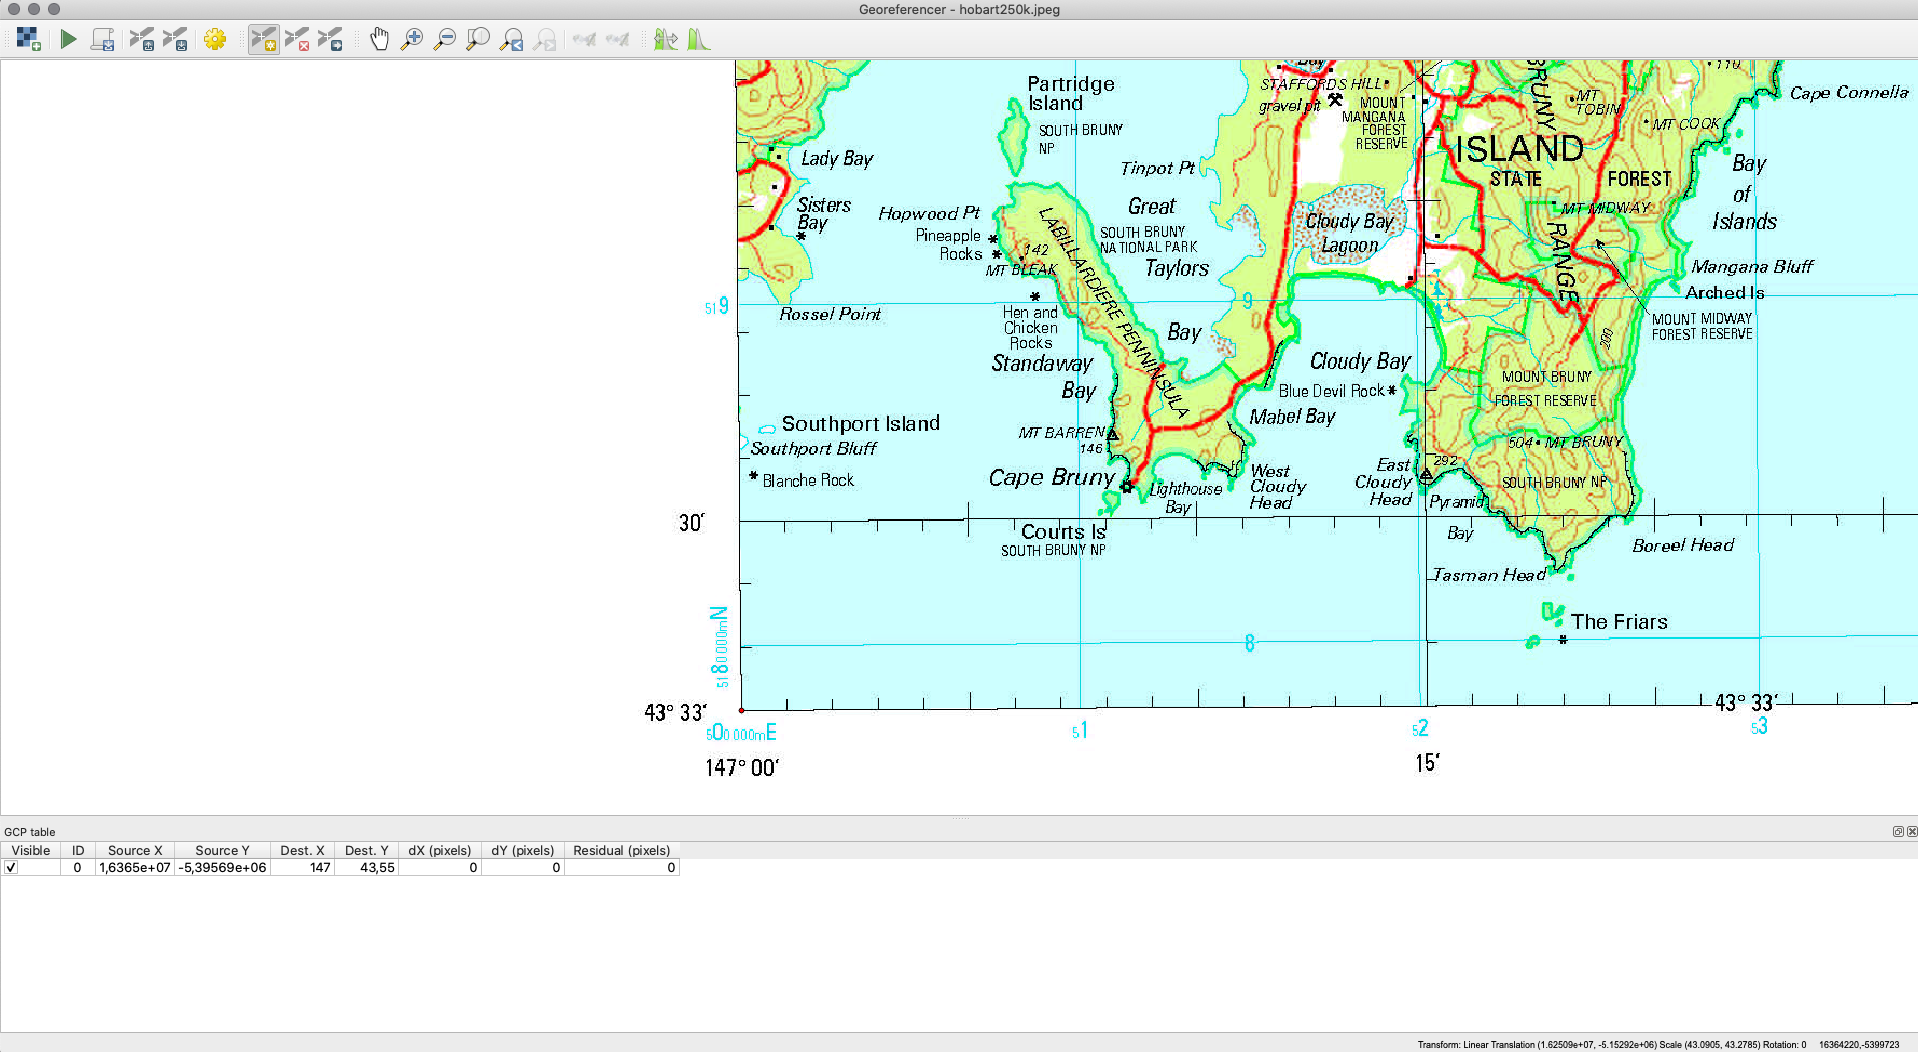 Georeferencer - hobart250k.jpeg
Partridge
Island
SOUTH BRUNY
NP
Bay
STAFFORDS HILL
gravel pit
MOUNT
MANGANA
FOREST
RESERVE
BRUNY
MT
TOBIN
110
MT COOK
Cape Connella
ISLAND
STATE FOREST
Bay
of
Islands
Lady Bay
Tinpot Pt
Sisters
Bay
Hopwood Pt
Pineapple
Rocks
142
MT BLEAK
LABILLARDIERE PENNINSULA
Great
Taylors
Bay
SOUTH BRUNY
NATIONAL PARK
Cloudy Bay
Lagoon
MT MIDWAY
RANGE
Mangana Bluff
Arched Is
MOUNT MIDWAY
FOREST RESERVE
200
519
9
Rossel Point
Hen and
Chicken
Rocks
Standaway
Bay
Cloudy Bay
Blue Devil Rock
Mabel Bay
MOUNT BRUNY
FOREST RESERVE
Southport Island
Southport Bluff
Blanche Rock
MT BARREN
146
504 MT BRUNY
292
Cape Bruny
Lighthouse
Bay
West
Cloudy
Head
East
Cloudy
Head
Pyramid
Bay
SOUTH BRUNY NP
30'
Courts Is
SOUTH BRUNY NP
Boreel Head
Tasman Head
The Friars
5180000mN
8
43° 33'
43° 33'
500 000mE
51
52
53
147° 00'
15'
GCP table
Visible ID Source X Source Y Dest. X Dest. Y dX (pixels) dY (pixels) Residual (pixels)
0 1,6365e+07 -5,39569e+06 147 43,55 0 0 0
Transform: Linear Translation (1.62509e+07, -5.15292e+06) Scale (43.0905, 43.2785) Rotation: 0 16364220,-5399723